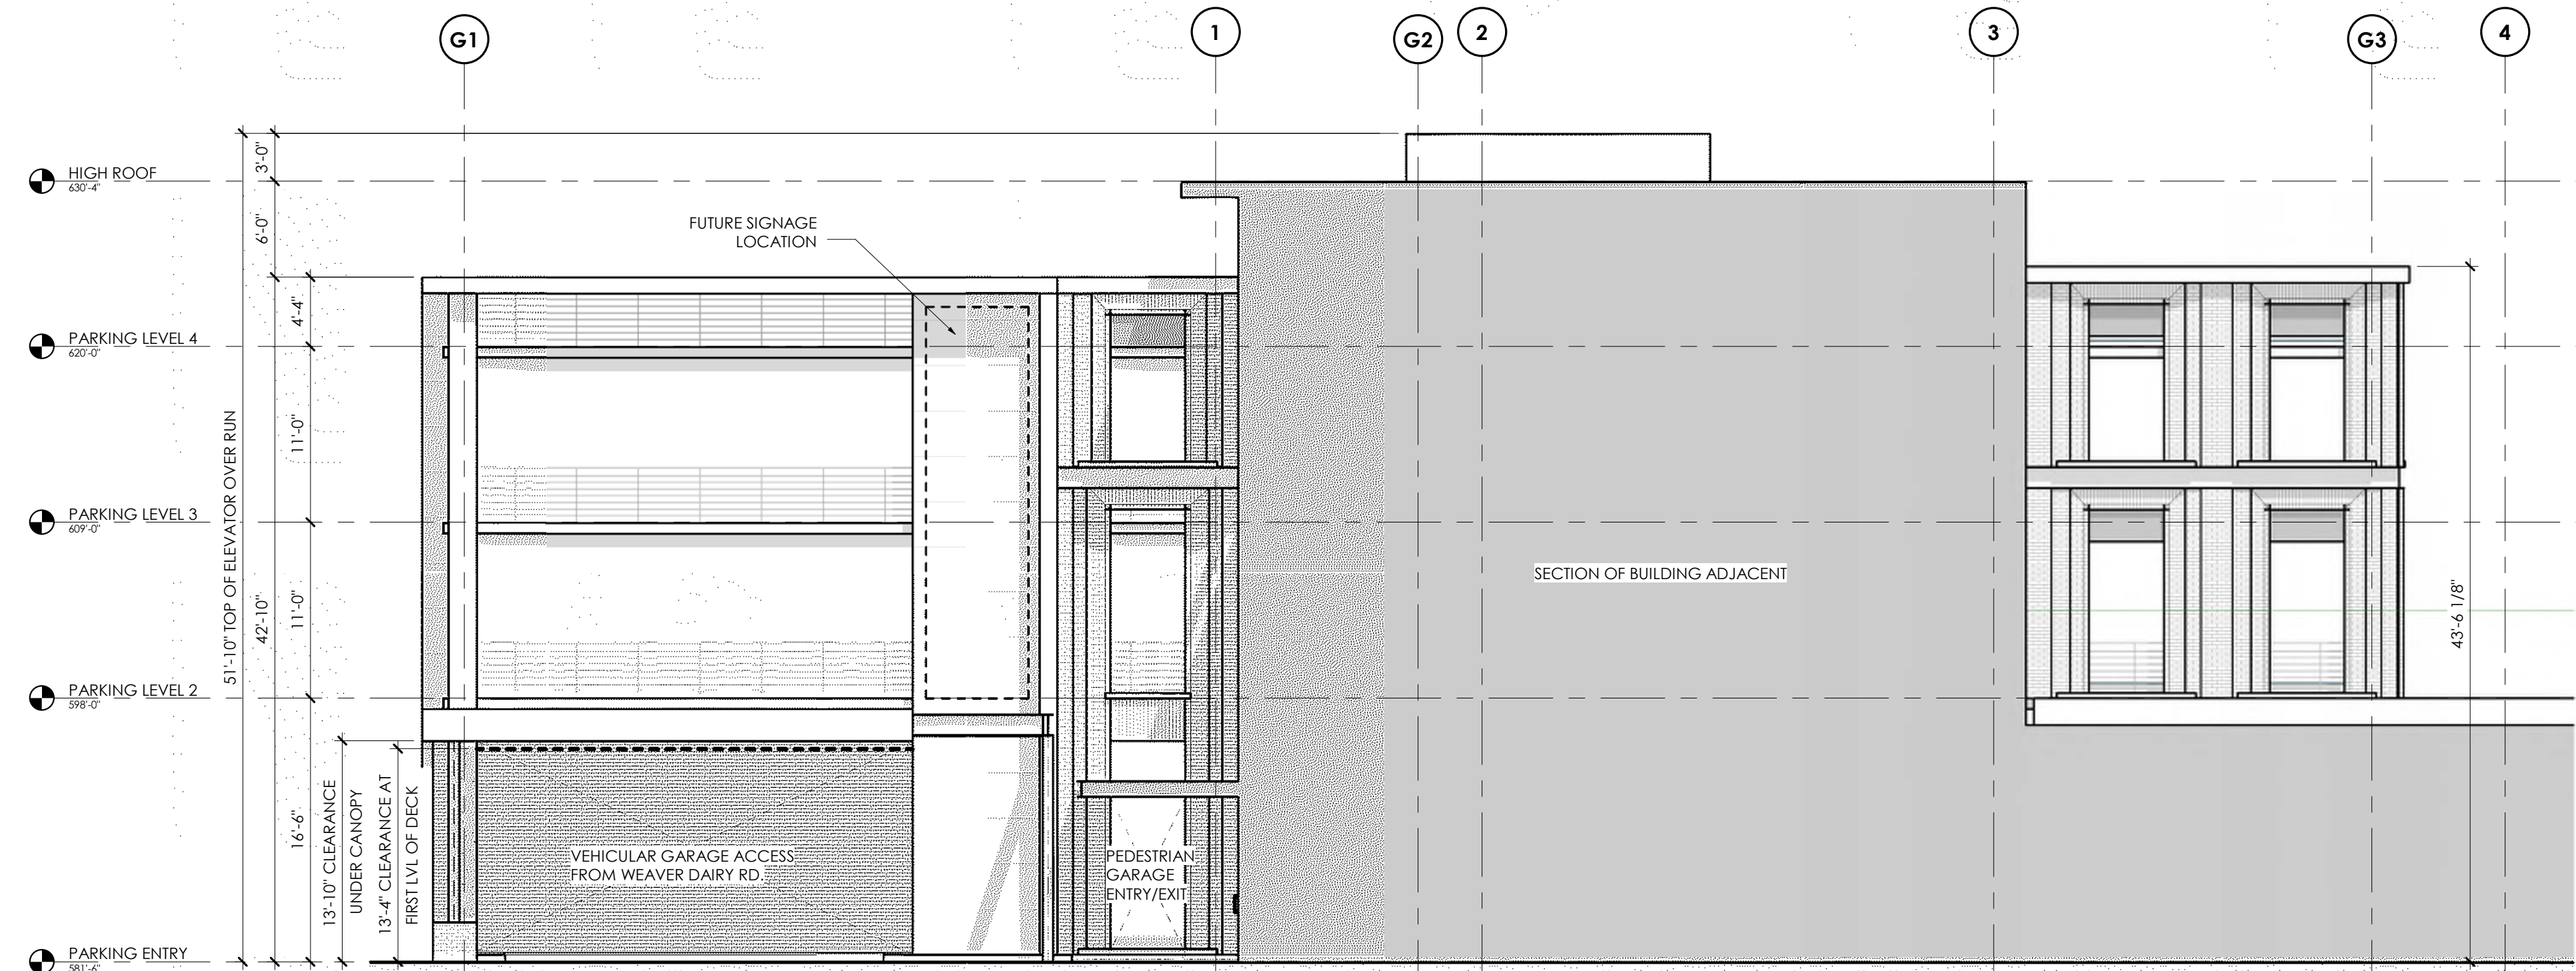 G1
1
G2
2
3
G3
4
HIGH ROOF
630'-4"
3'-0"
6'-0"
FUTURE SIGNAGE
LOCATION
4'-4"
PARKING LEVEL 4
620'-0"
11'-0"
PARKING LEVEL 3
609'-0"
51'-10" TOP OF ELEVATOR OVER RUN
42'-10"
11'-0"
SECTION OF BUILDING ADJACENT
43'-6 1/8"
PARKING LEVEL 2
598'-0"
16'-6"
13'-10" CLEARANCE
UNDER CANOPY
13'-4" CLEARANCE AT
FIRST LVL OF DECK
VEHICULAR GARAGE ACCESS
FROM WEAVER DAIRY RD.
PEDESTRIAN
GARAGE
ENTRY/EXIT
PARKING ENTRY
581'-6"